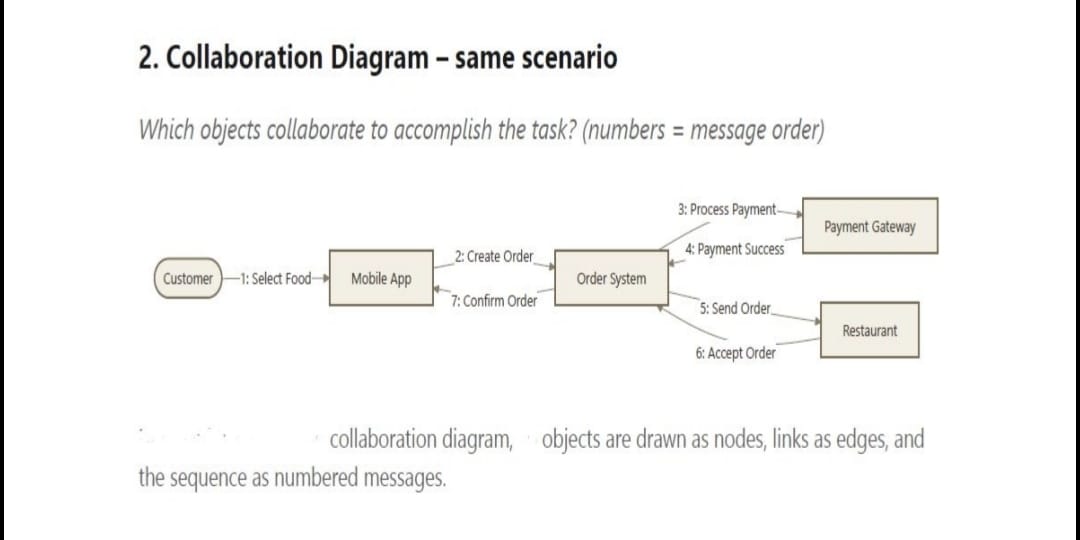 2. Collaboration Diagram – same scenario
Which objects collaborate to accomplish the task? (numbers = message order)
3: Process Payment
Payment Gateway
4: Payment Success
Customer
1: Select Food
Mobile App
2: Create Order
7: Confirm Order
Order System
5: Send Order
Restaurant
6: Accept Order
collaboration diagram, objects are drawn as nodes, links as edges, and
the sequence as numbered messages.